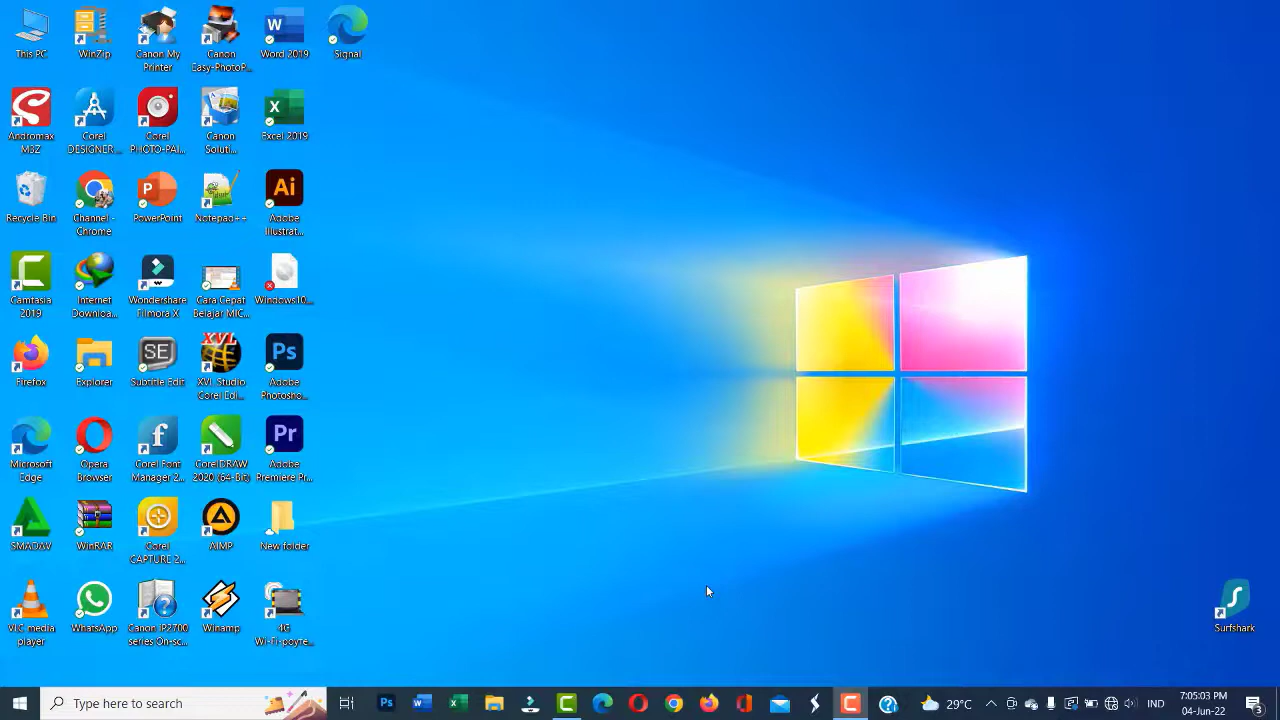 This PC
WinZip
Canon My
Printer
Canon
Easy-PhotoP...
Word 2019
Signal
Andromax
M3Z
Corel
DESIGNER...
Corel
PHOTO-PAI...
Canon
Soluti...
Excel 2019
Recycle Bin
Channel -
Chrome
PowerPoint
Notepad++
Adobe
Illustrat...
Camtasia
2019
Internet
Downloa...
Wondershare
Filmora X
Cara Cepat
Belajar MIC...
Windows10...
Firefox
Explorer
Subtitle Edit
XVL Studio
Corel Edi...
Adobe
Photosho...
Microsoft
Edge
Opera
Browser
Corel Font
Manager 2...
CorelDRAW
2020 (64-Bit)
Adobe
Premiere Pr...
SMADAV
WinRAR
Corel
CAPTURE 2...
AIMP
New folder
VLC media
player
WhatsApp
Canon iP2700
series On-sc...
Winamp
4G
Wi-Fi-роуте...
Surfshark
Type here to search
29°C
IND
7:05:03 PM
04-Jun-22
3